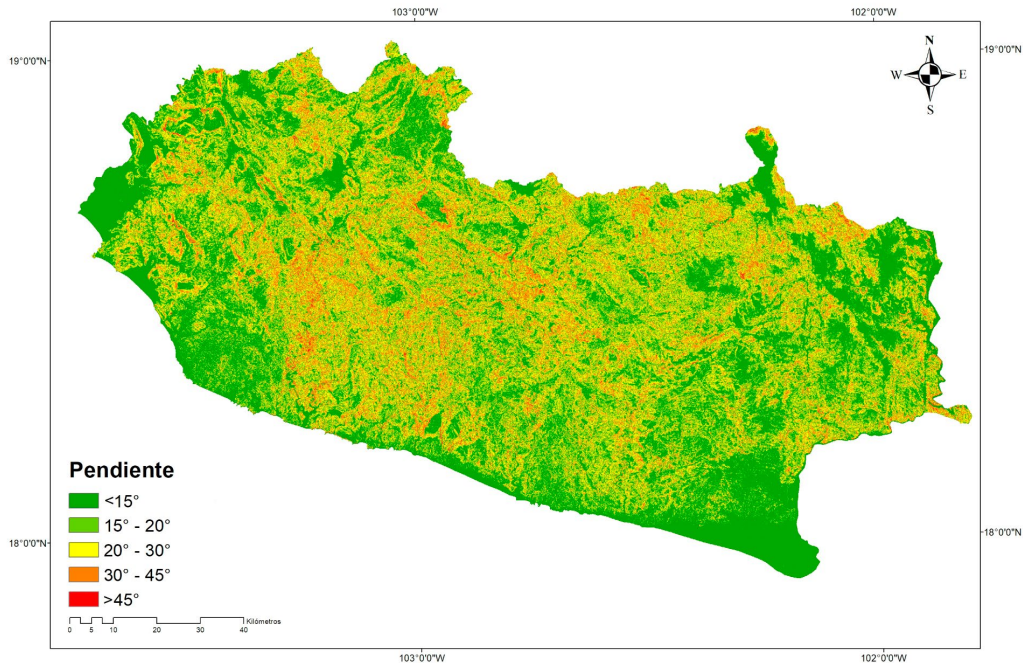 103°0'0"W 102°0'0"W
19°0'0"N 19°0'0"N
N
W E
S
Pendiente
<15°
15° - 20°
20° - 30°
30° - 45°
>45°
18°0'0"N 18°0'0"N
Kilómetros
0 5 10 20 30 40
103°0'0"W 102°0'0"W